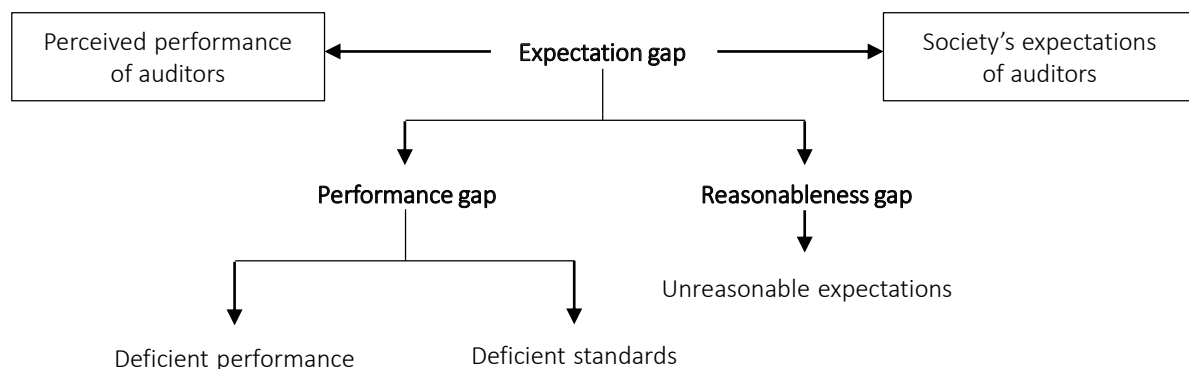 Perceived performance
of auditors
Expectation gap
Society’s expectations
of auditors
Performance gap
Reasonableness gap
Unreasonable expectations
Deficient performance
Deficient standards